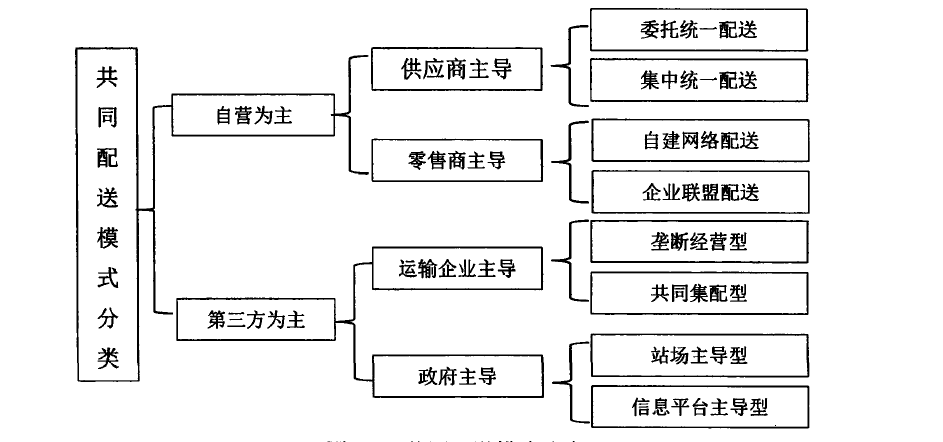 共同配送模式分类
自营为主
供应商主导
委托统一配送
集中统一配送
零售商主导
自建网络配送
企业联盟配送
第三方为主
运输企业主导
垄断经营型
共同集配型
政府主导
站场主导型
信息平台主导型